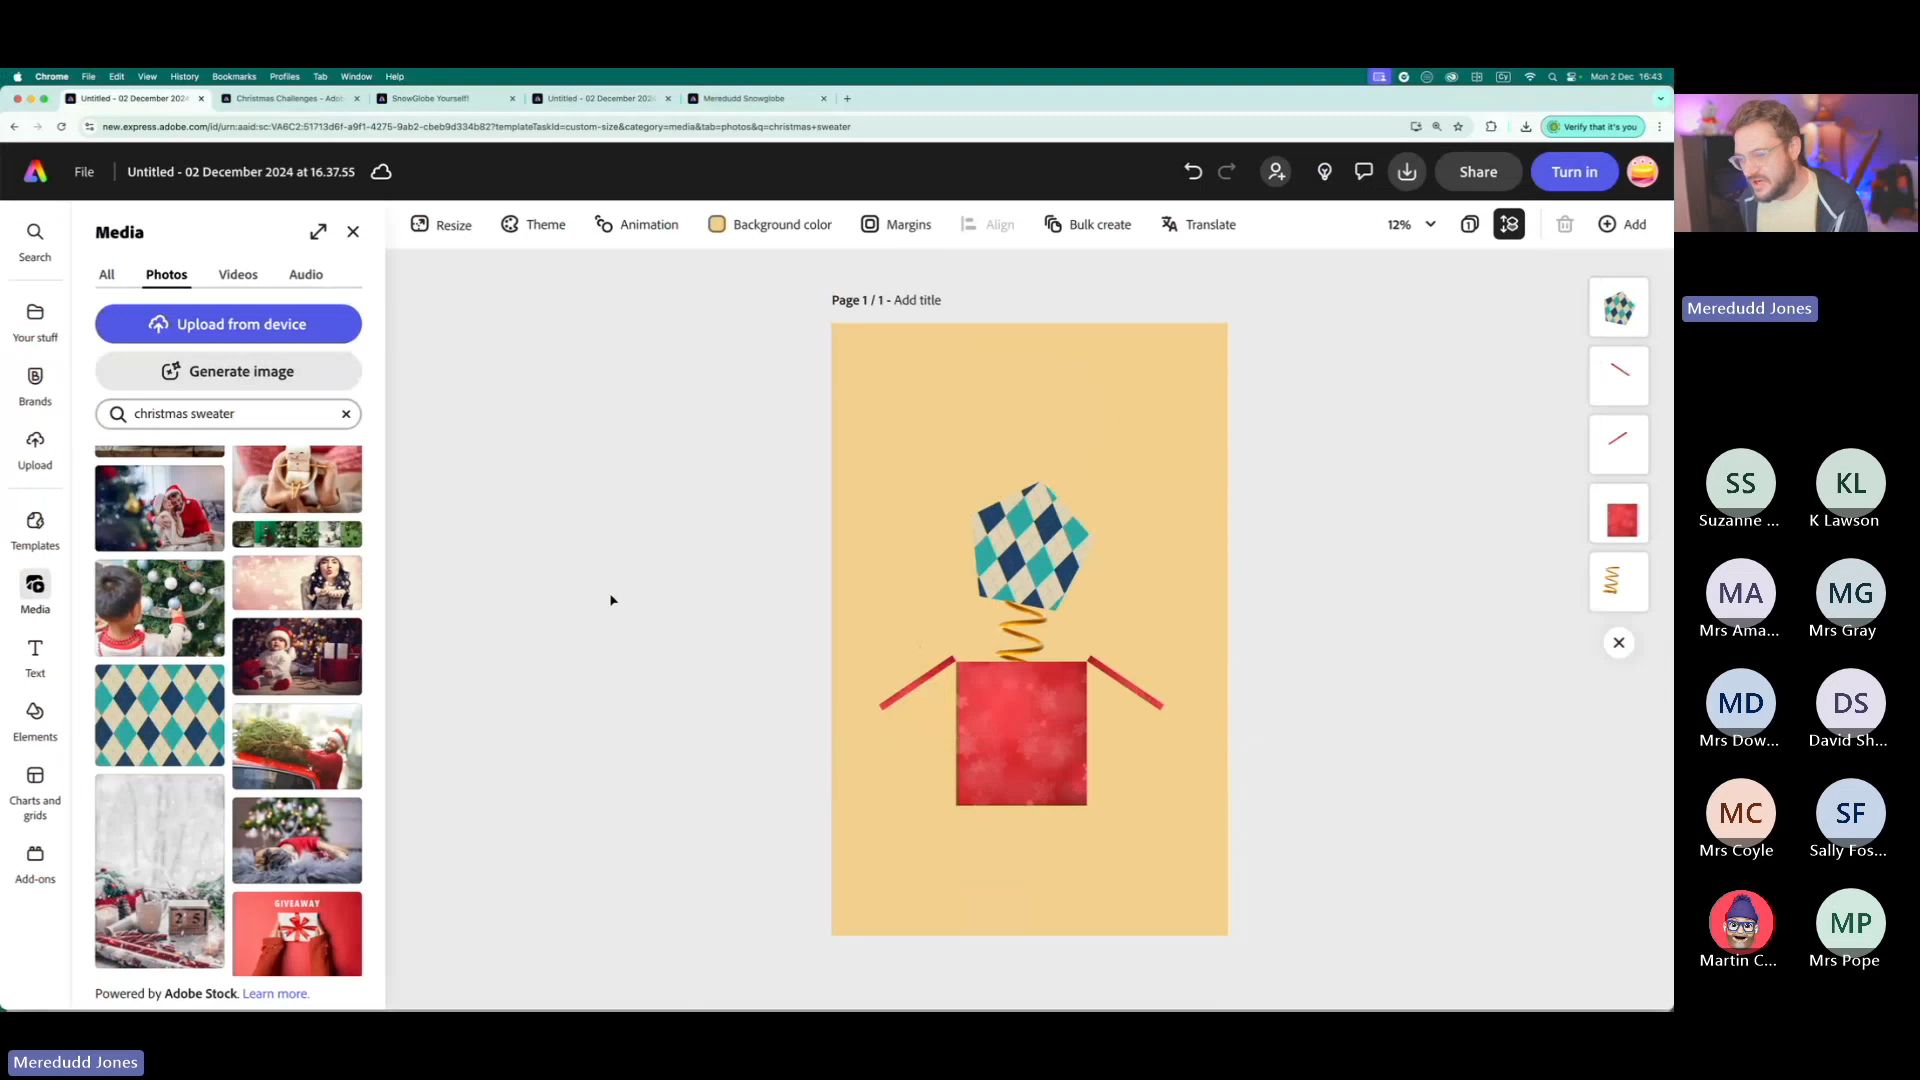 Chrome File Edit View History Bookmarks Profiles Tab Window Help
Cy Mon 2 Dec 16:43
Untitled - 02 December 202
Christmas Challenges - Adob
SnowGlobe Yourself!
Untitled - 02 December 202
Meredudd Snowglobe
new.express.adobe.com/id/urn:aaid:sc:VA6C2:51713d6f-a9f1-4275-9ab2-cbeb9d334b82?templateTaskId=custom-size&category=media&tab=photos&q=christmas+sweater
Verify that it's you
File
Untitled - 02 December 2024 at 16.37.55
Share
Turn in
Resize
Theme
Animation
Background color
Margins
Align
Bulk create
Translate
12%
1
Add
Search
Your stuff
Brands
Upload
Templates
Media
Text
Elements
Charts and
grids
Add-ons
Media
All
Photos
Videos
Audio
Upload from device
Generate image
christmas sweater
25
GIVEAWAY
Powered by Adobe Stock. Learn more.
Page 1 / 1 - Add title
Meredudd Jones
SS
Suzanne ...
KL
K Lawson
MA
Mrs Ama...
MG
Mrs Gray
MD
Mrs Dow...
DS
David Sh...
MC
Mrs Coyle
SF
Sally Fos...
Martin C...
MP
Mrs Pope
Meredudd Jones